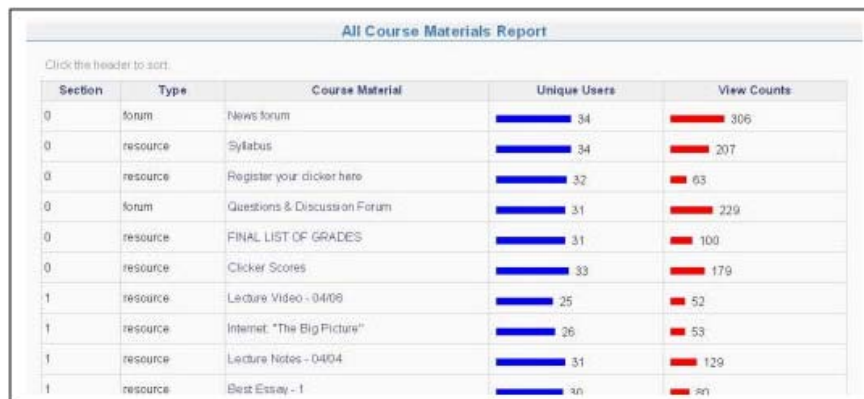 All Course Materials Report
Click the header to sort.
Section Type Course Material Unique Users View Counts
0 forum News forum 34 306
0 resource Syllabus 34 207
0 resource Register your clicker here 32 63
0 forum Questions & Discussion Forum 31 229
0 resource FINAL LIST OF GRADES 31 100
0 resource Clicker Scores 33 179
1 resource Lecture Video - 04/06 25 52
1 resource Internet: "The Big Picture" 26 53
1 resource Lecture Notes - 04/04 31 129
1 resource Best Essay - 1 30 80